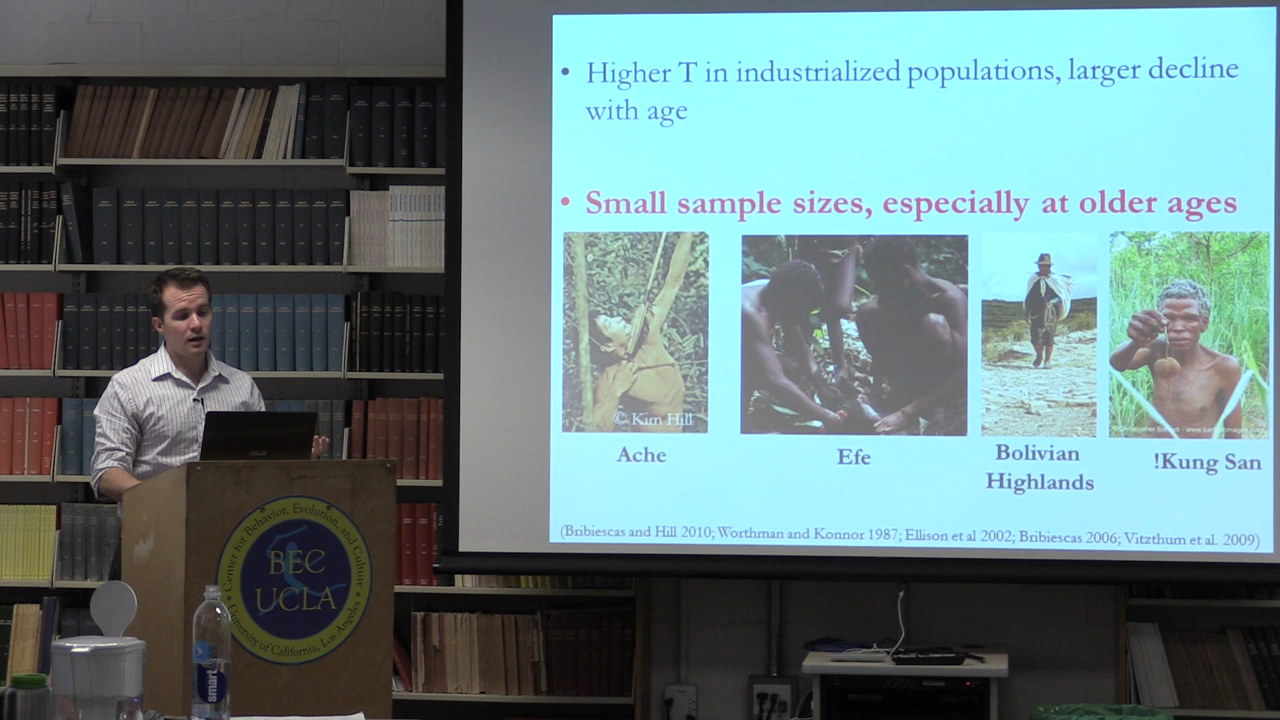 • Higher T in industrialized populations, larger decline
with age
• Small sample sizes, especially at older ages
© Kim Hill
Ache
Efe
Bolivian
Highlands
!Kung San
(Bribiescas and Hill 2010; Worthman and Konnor 1987; Ellison et al 2002; Bribiescas 2006; Vitzthum et al. 2009)
Center for Behavior, Evolution, and Culture
BEC
UCLA
University of California, Los Angeles
smart